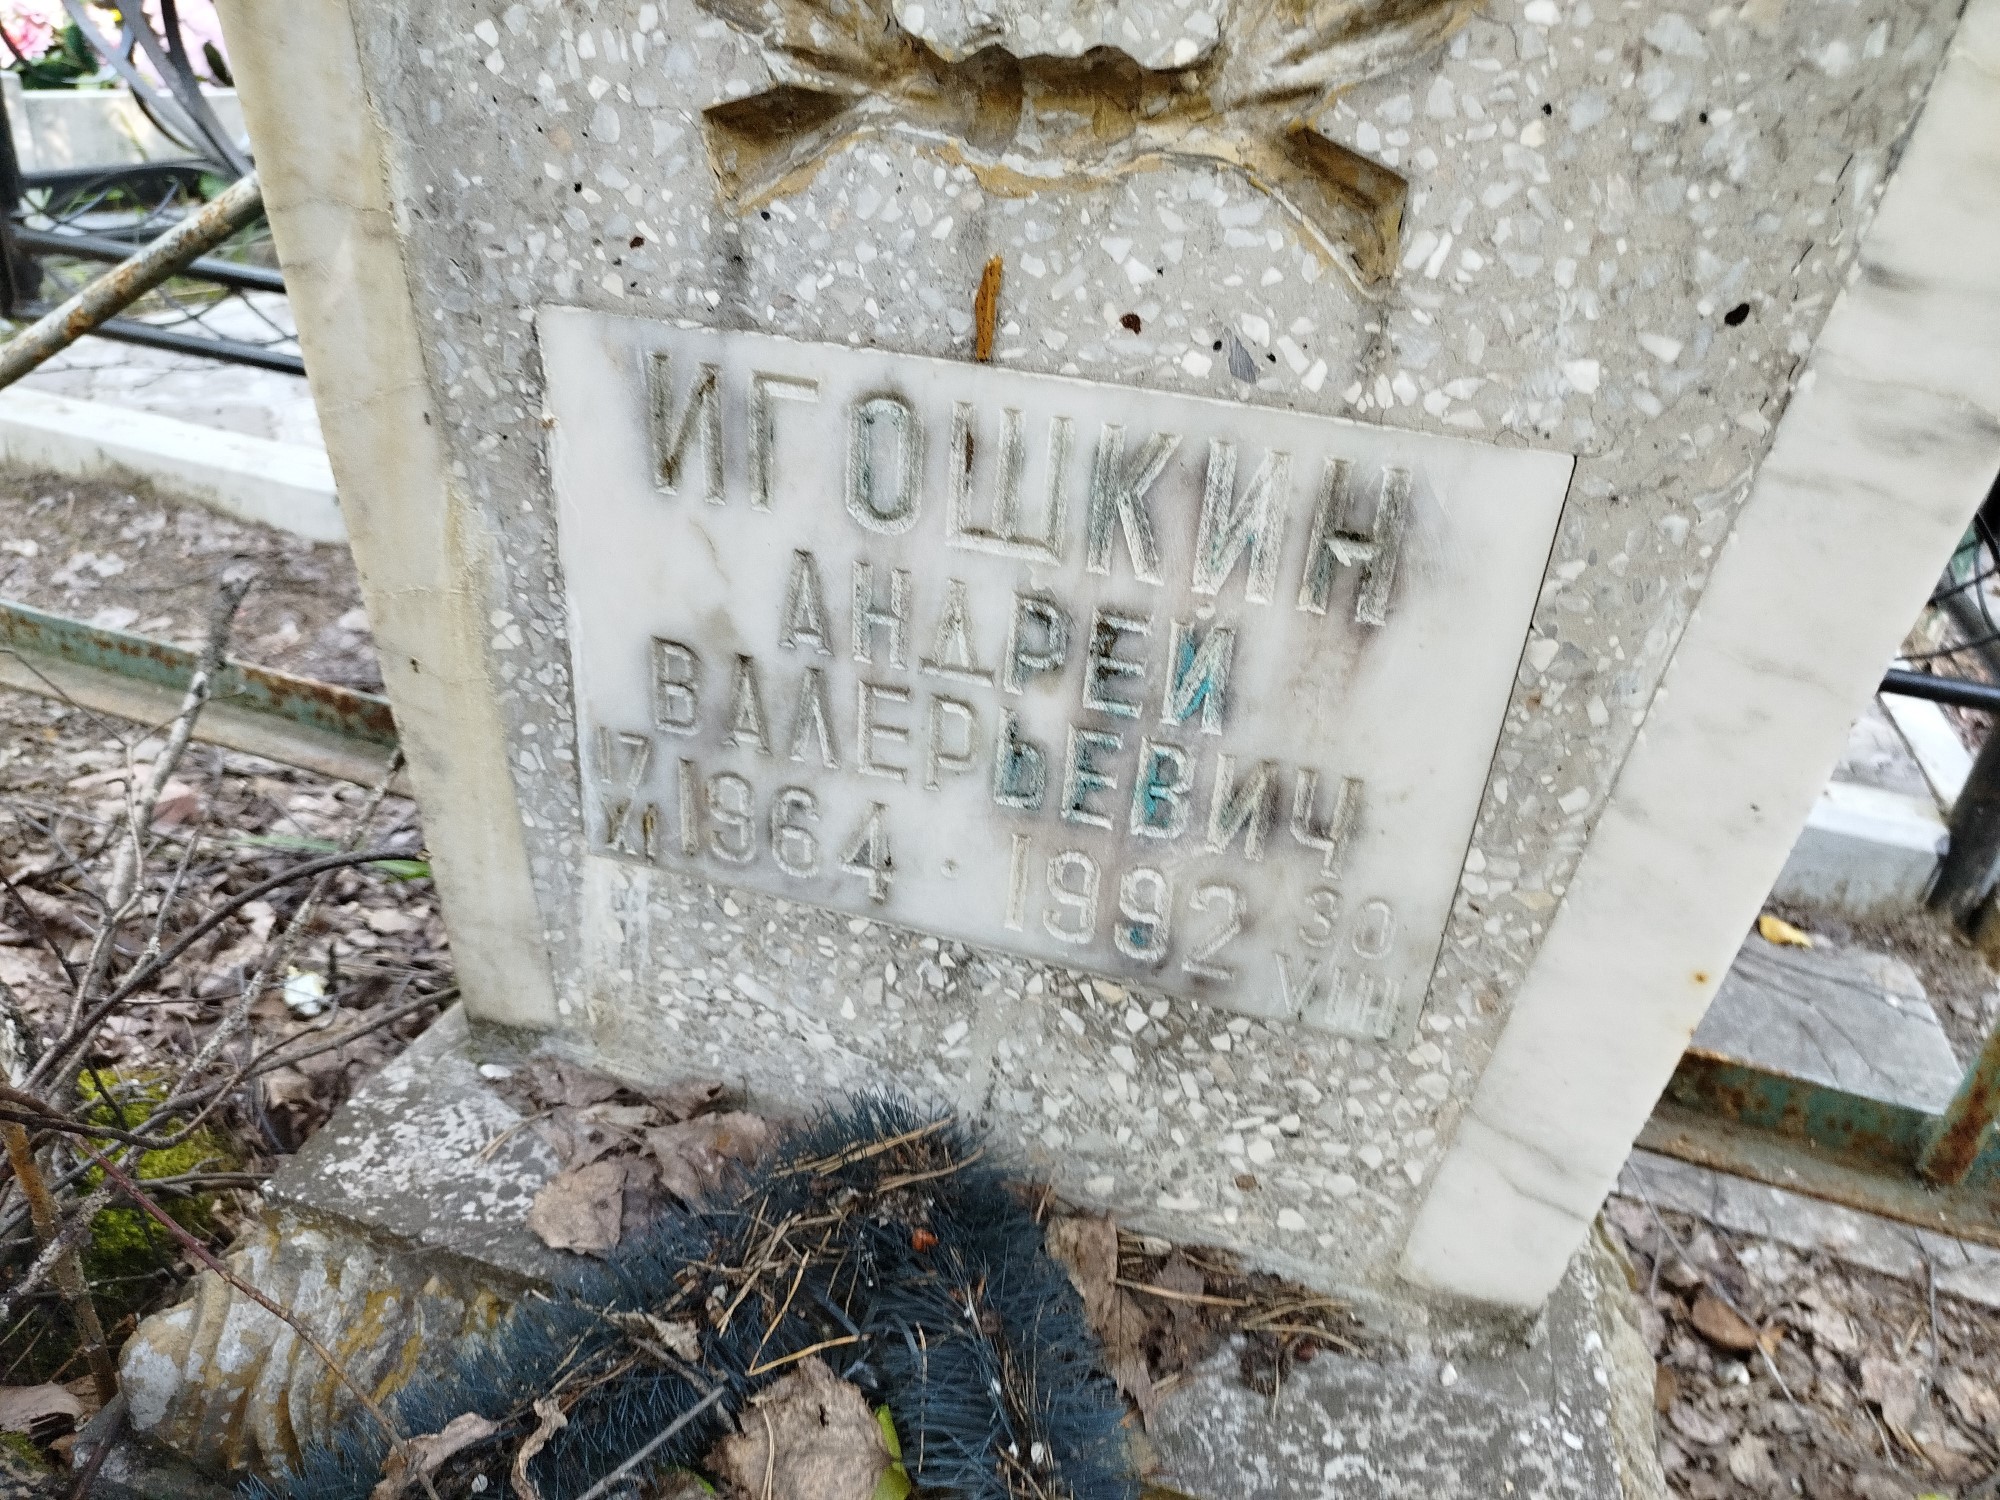 ИГОШКИН
АНДРЕЙ
ВАЛЕРЬЕВИЧ
17 XI 1964 · 1992 30 VIII